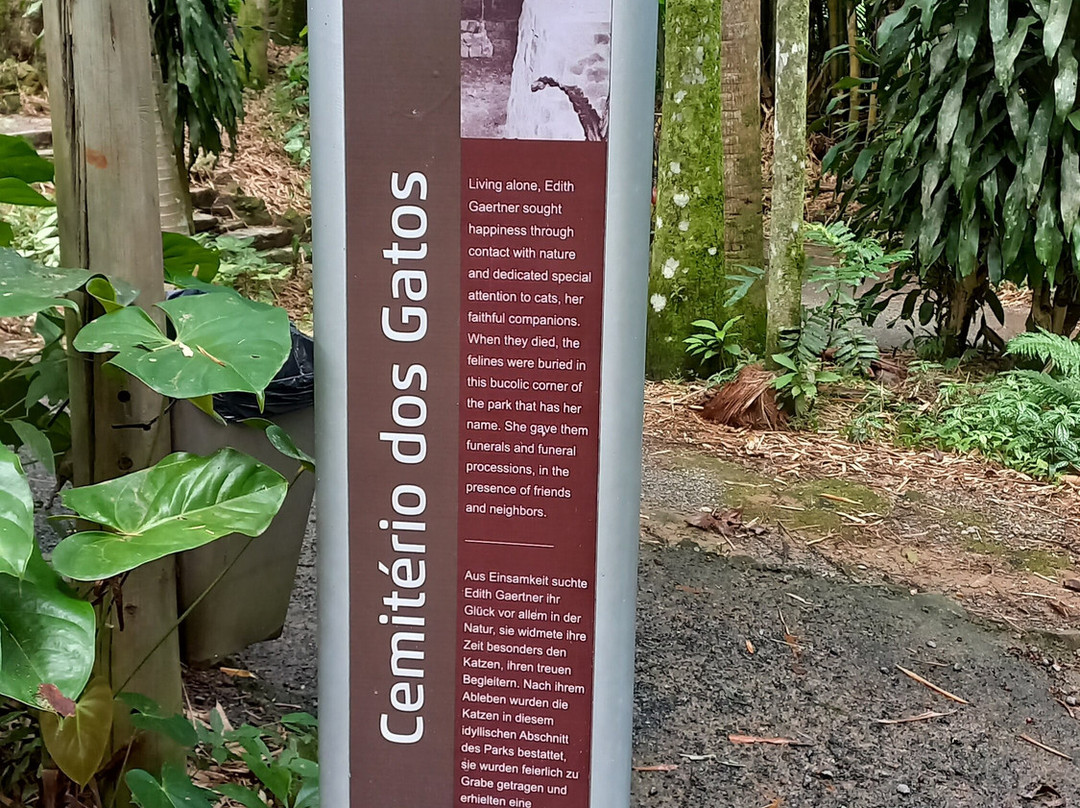 Cemitério dos Gatos
Living alone, Edith
Gaertner sought
happiness through
contact with nature
and dedicated special
attention to cats, her
faithful companions.
When they died, the
felines were buried in
this bucolic corner of
the park that has her
name. She gave them
funerals and funeral
processions, in the
presence of friends
and neighbors.
Aus Einsamkeit suchte
Edith Gaertner ihr
Glück vor allem in der
Natur, sie widmete ihre
Zeit besonders den
Katzen, ihren treuen
Begleitern. Nach ihrem
Ableben wurden die
Katzen in diesem
idyllischen Abschnitt
des Parks bestattet,
sie wurden feierlich zu
Grabe getragen und
erhielten eine